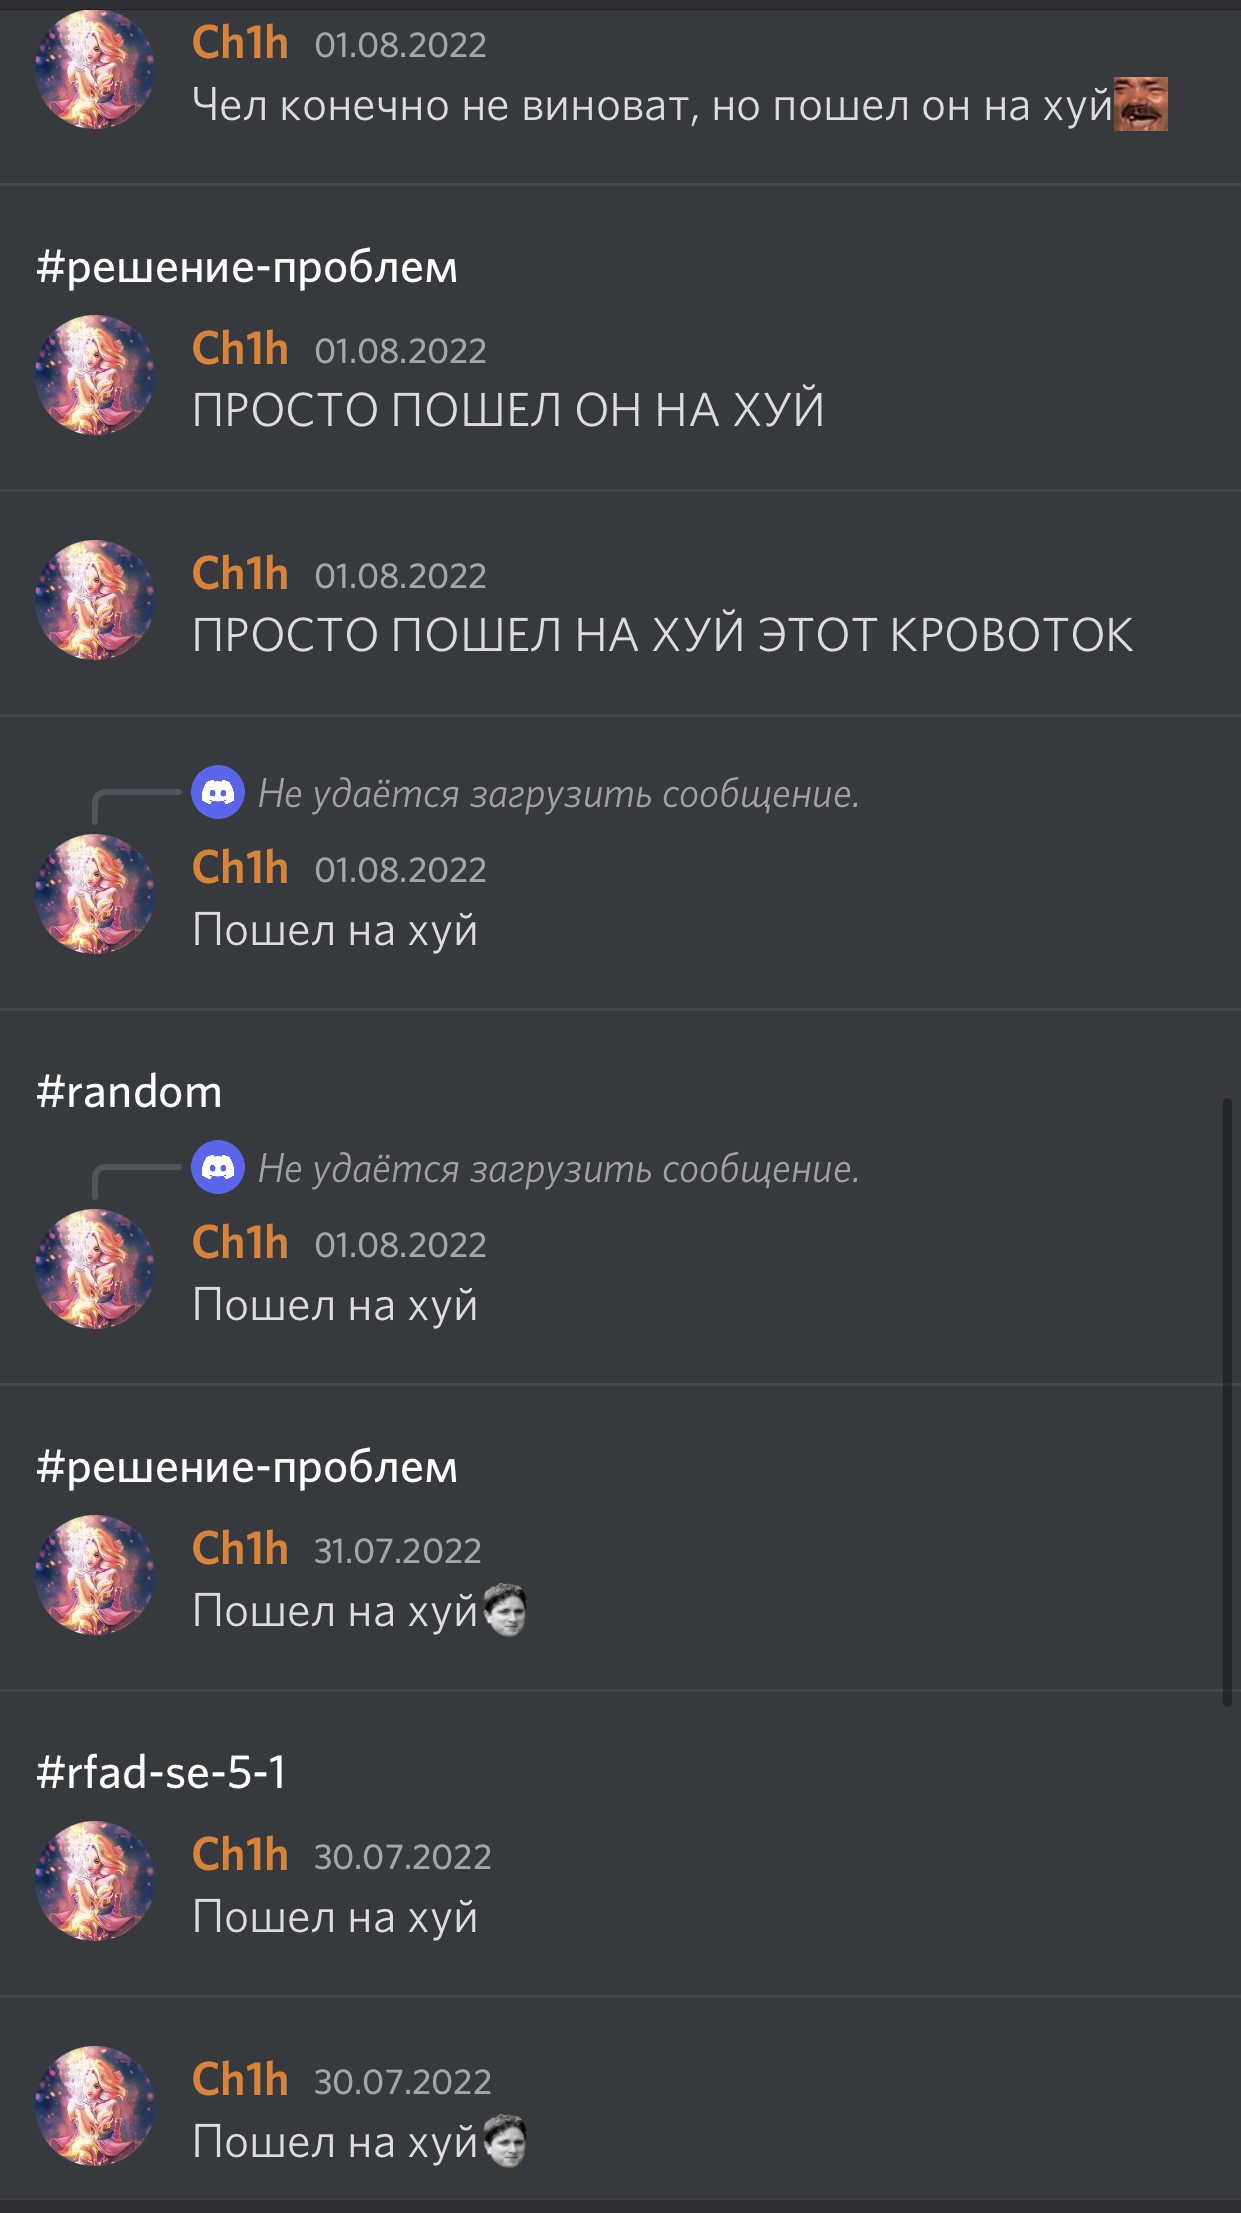 Ch1h 01.08.2022
Чел конечно не виноват, но пошел он на хуй
#решение-проблем
Ch1h 01.08.2022
ПРОСТО ПОШЕЛ ОН НА ХУЙ
Ch1h 01.08.2022
ПРОСТО ПОШЕЛ НА ХУЙ ЭТОТ КРОВОТОК
Не удаётся загрузить сообщение.
Ch1h 01.08.2022
Пошел на хуй
#random
Не удаётся загрузить сообщение.
Ch1h 01.08.2022
Пошел на хуй
#решение-проблем
Ch1h 31.07.2022
Пошел на хуй
#rfad-se-5-1
Ch1h 30.07.2022
Пошел на хуй
Ch1h 30.07.2022
Пошел на хуй